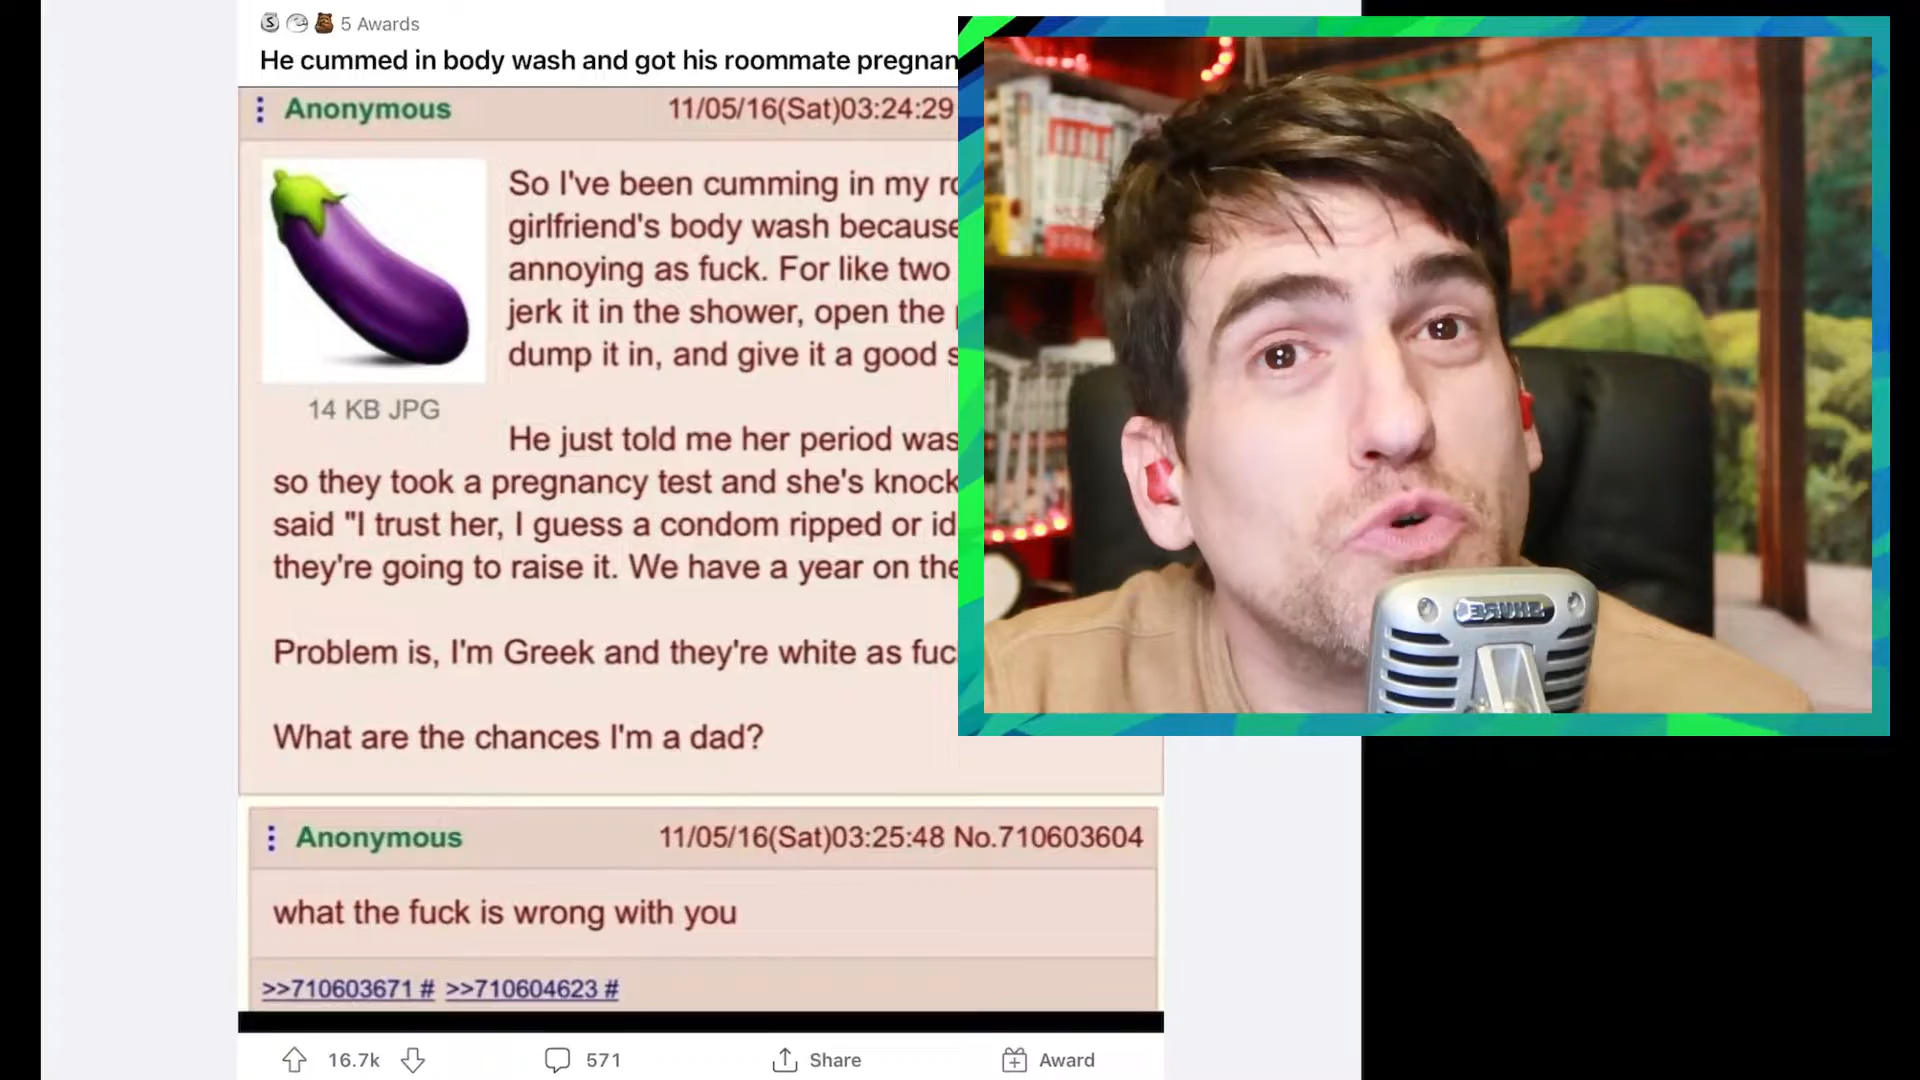 5 Awards
He cummed in body wash and got his roommate pregnan
Anonymous 11/05/16(Sat)03:24:29
So I've been cumming in my
girlfriend's body wash because
annoying as fuck. For like two
jerk it in the shower, open the
dump it in, and give it a good
14 KB JPG
He just told me her period was
so they took a pregnancy test and she's knock
said "I trust her, I guess a condom ripped or id
they're going to raise it. We have a year on the
Problem is, I'm Greek and they're white as fuc
What are the chances I'm a dad?
Anonymous 11/05/16(Sat)03:25:48 No.710603604
what the fuck is wrong with you
>>710603671 # >>710604623 #
16.7k 571 Share Award
SHURE